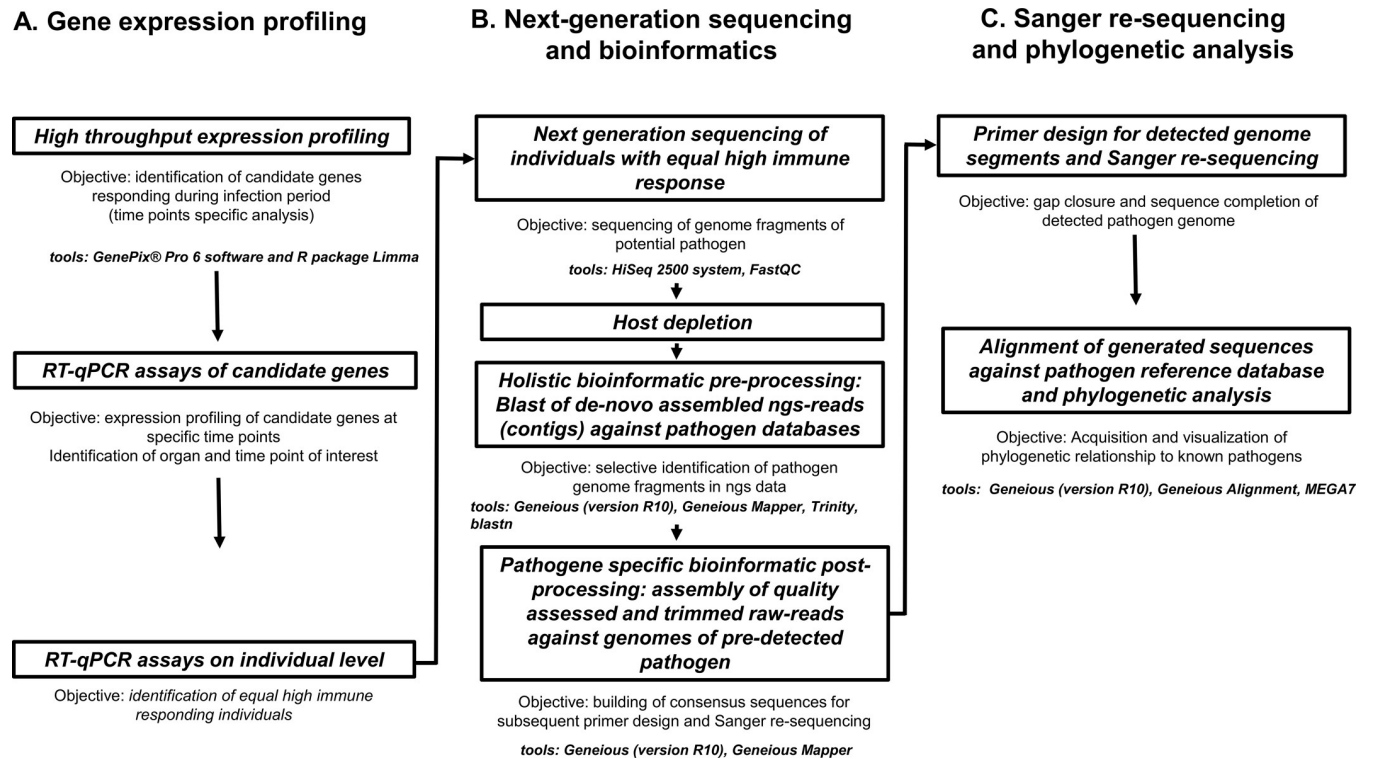 A. Gene expression profiling
High throughput expression profiling
Objective: identification of candidate genes
responding during infection period
(time points specific analysis)
tools: GenePix® Pro 6 software and R package Limma
RT-qPCR assays of candidate genes
Objective: expression profiling of candidate genes at
specific time points
Identification of organ and time point of interest
RT-qPCR assays on individual level
Objective: identification of equal high immune
responding individuals
B. Next-generation sequencing
and bioinformatics
Next generation sequencing of
individuals with equal high immune
response
Objective: sequencing of genome fragments of
potential pathogen
tools: HiSeq 2500 system, FastQC
Host depletion
Holistic bioinformatic pre-processing:
Blast of de-novo assembled ngs-reads
(contigs) against pathogen databases
Objective: selective identification of pathogen
genome fragments in ngs data
tools: Geneious (version R10), Geneious Mapper, Trinity,
blastn
Pathogene specific bioinformatic post-
processing: assembly of quality
assessed and trimmed raw-reads
against genomes of pre-detected
pathogen
Objective: building of consensus sequences for
subsequent primer design and Sanger re-sequencing
tools: Geneious (version R10), Geneious Mapper
C. Sanger re-sequencing
and phylogenetic analysis
Primer design for detected genome
segments and Sanger re-sequencing
Objective: gap closure and sequence completion of
detected pathogen genome
Alignment of generated sequences
against pathogen reference database
and phylogenetic analysis
Objective: Acquisition and visualization of
phylogenetic relationship to known pathogens
tools: Geneious (version R10), Geneious Alignment, MEGA7